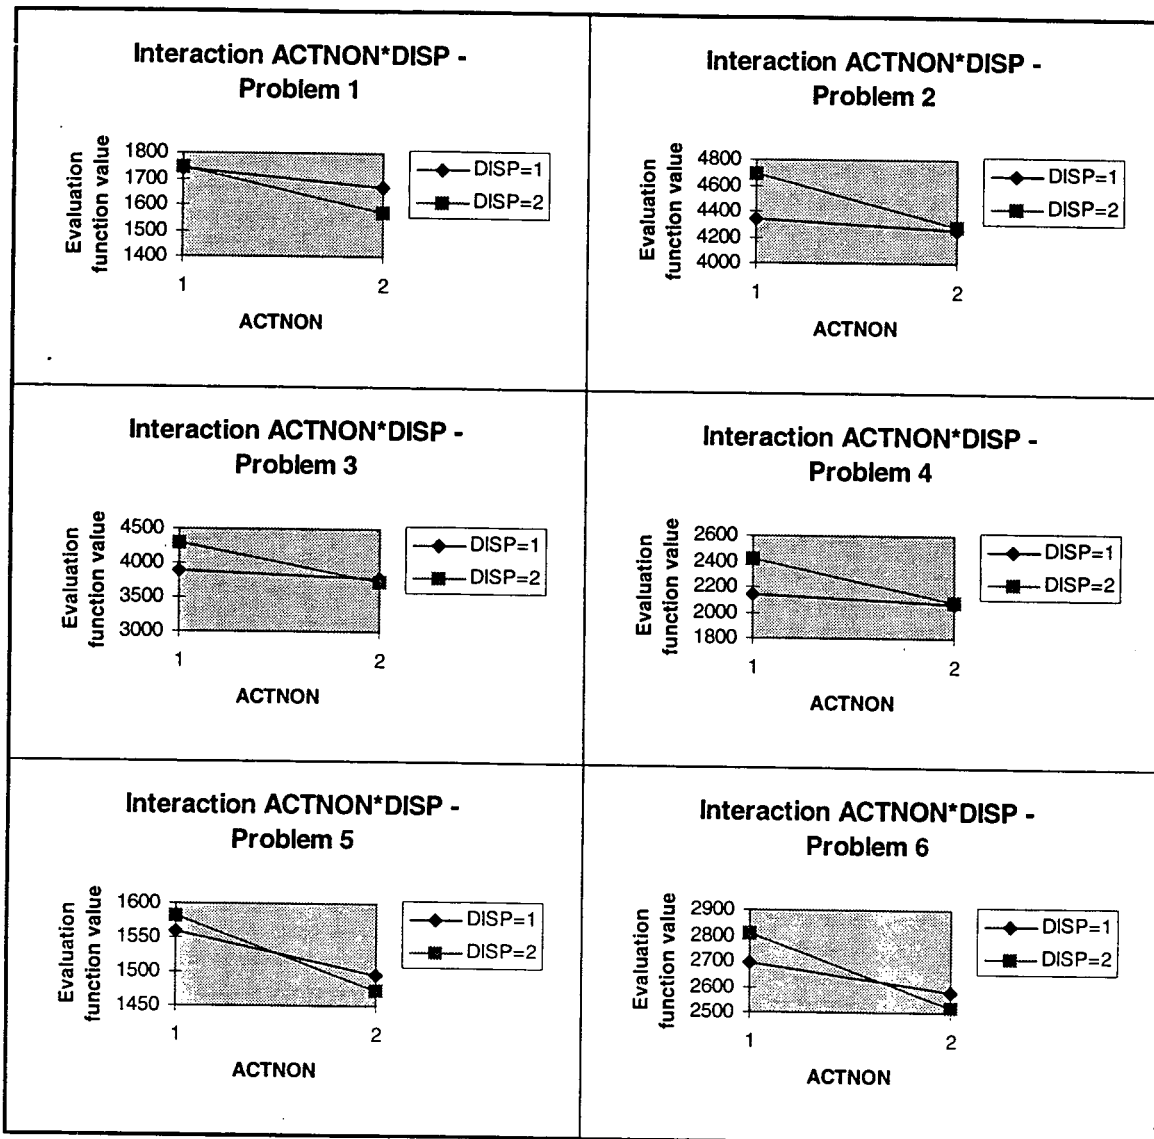 Interaction ACTNON*DISP -
Problem 1
Evaluation
function value
1800
1700
1600
1500
1400
1
2
ACTNON
DISP=1
DISP=2
Interaction ACTNON*DISP -
Problem 2
Evaluation
function value
4800
4600
4400
4200
4000
1
2
ACTNON
DISP=1
DISP=2
Interaction ACTNON*DISP -
Problem 3
Evaluation
function value
4500
4000
3500
3000
1
2
ACTNON
DISP=1
DISP=2
Interaction ACTNON*DISP -
Problem 4
Evaluation
function value
2600
2400
2200
2000
1800
1
2
ACTNON
DISP=1
DISP=2
Interaction ACTNON*DISP -
Problem 5
Evaluation
function value
1600
1550
1500
1450
1
2
ACTNON
DISP=1
DISP=2
Interaction ACTNON*DISP -
Problem 6
Evaluation
function value
2900
2800
2700
2600
2500
1
2
ACTNON
DISP=1
DISP=2